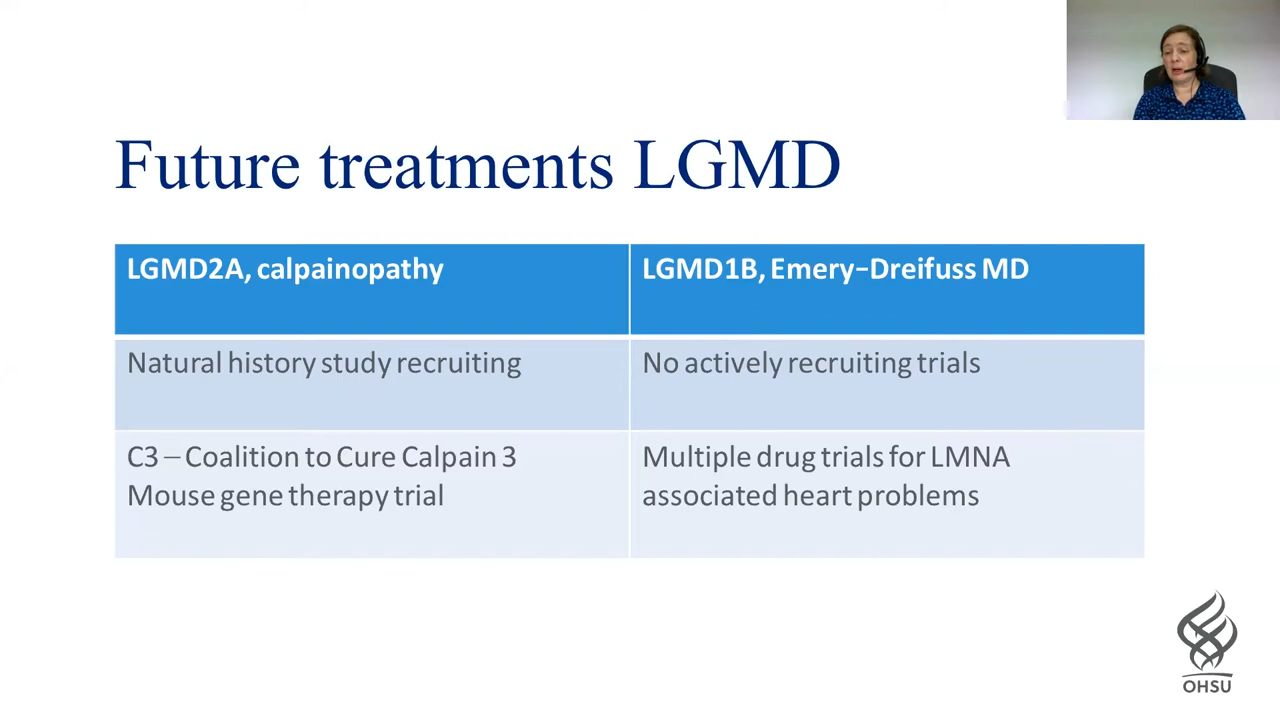 Future treatments LGMD
LGMD2A, calpainopathy
LGMD1B, Emery-Dreifuss MD
Natural history study recruiting
No actively recruiting trials
C3 – Coalition to Cure Calpain 3
Mouse gene therapy trial
Multiple drug trials for LMNA
associated heart problems
OHSU